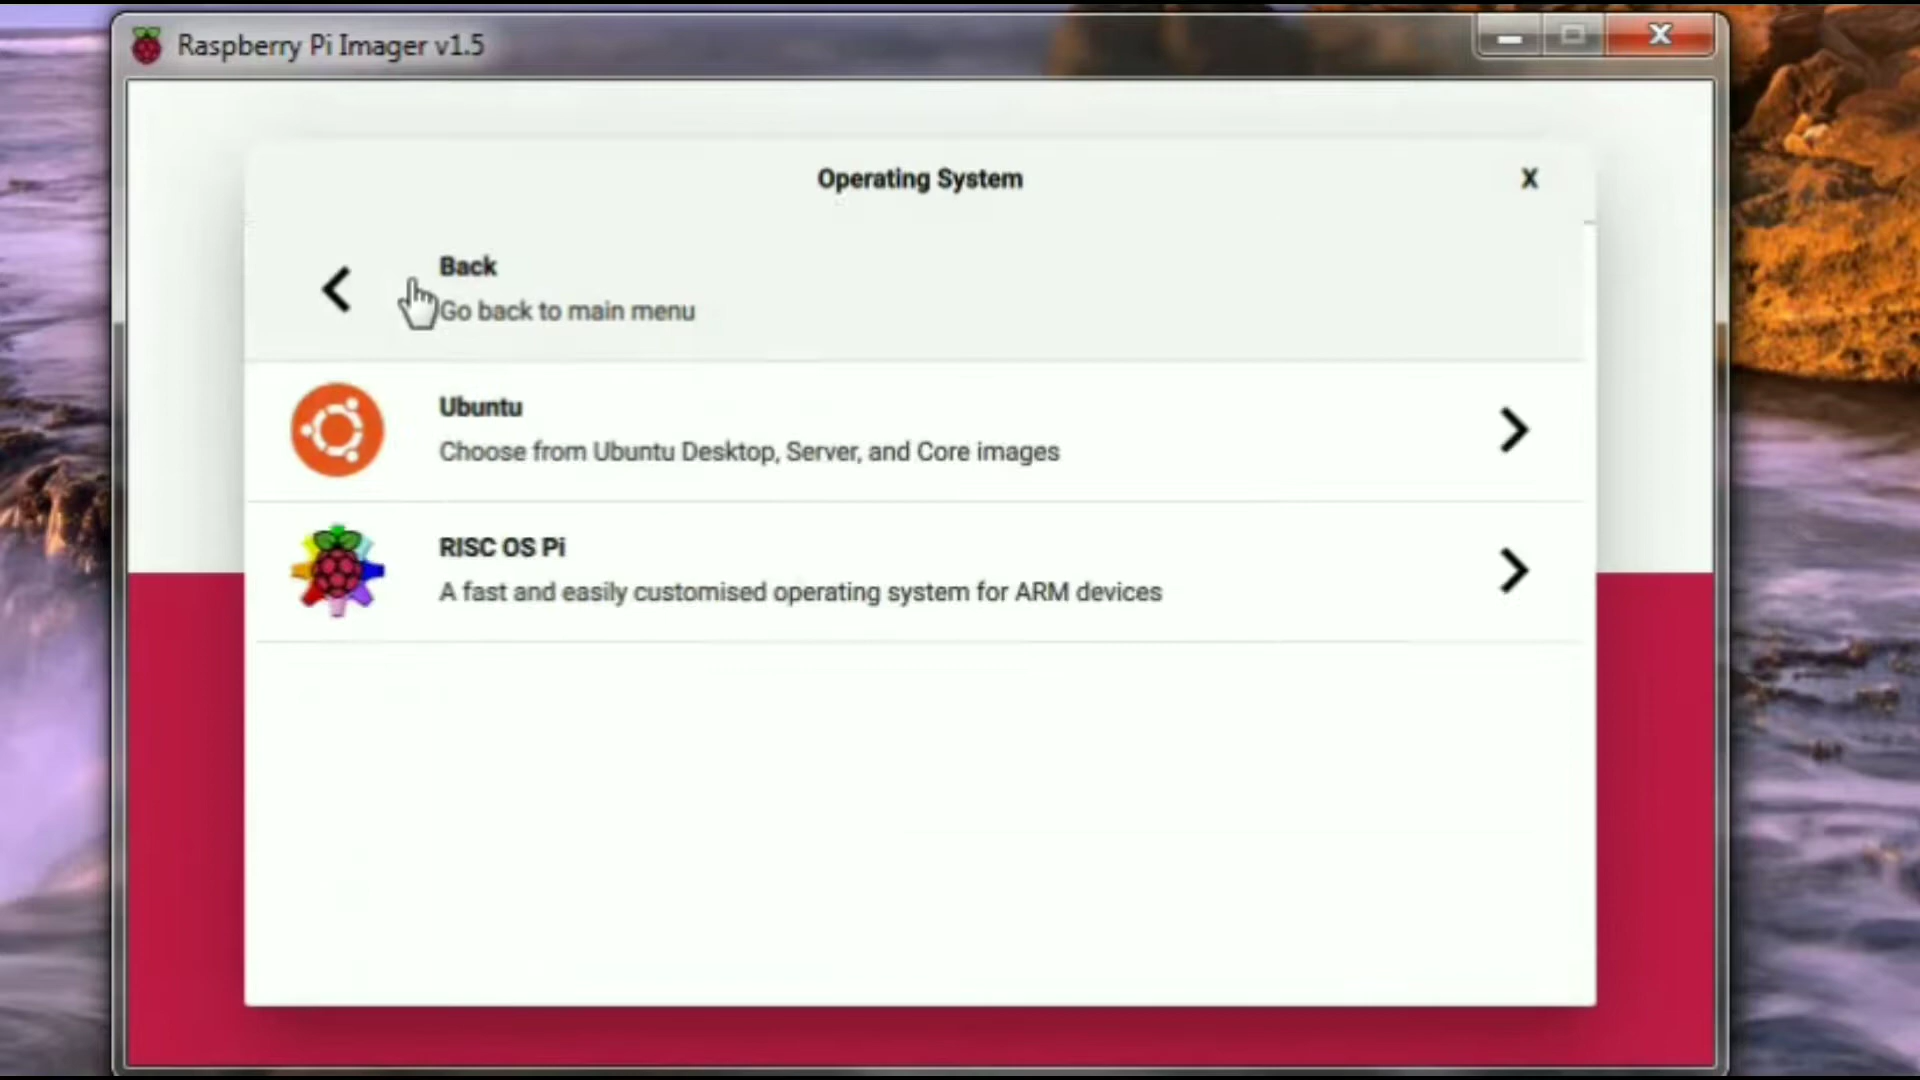 Raspberry Pi Imager v1.5
Operating System
X
Back
Go back to main menu
Ubuntu
Choose from Ubuntu Desktop, Server, and Core images
RISC OS Pi
A fast and easily customised operating system for ARM devices